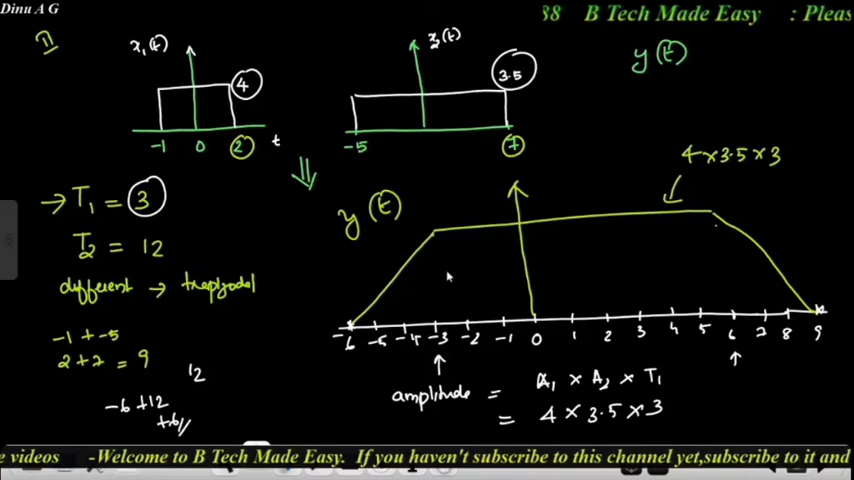 Dinu A G
38 B Tech Made Easy : Pleas
II
x₁(t)
4
-1 0 2 t
x₂(t)
3.5
-5 7
y(t)
4×3.5×3
→ T₁ = 3
T₂ = 12
different → trapzodel
-1 + -5
2+7 = 9
12
-6 +12
+6//
y(t)
-6 -5 -4 -3 -2 -1 0 1 2 3 4 5 6 7 8 9
amplitude = A₁ × A₂ × T₁
= 4 × 3.5 × 3
e videos -Welcome to B Tech Made Easy. If you haven't subscribe to this channel yet,subscribe to it and